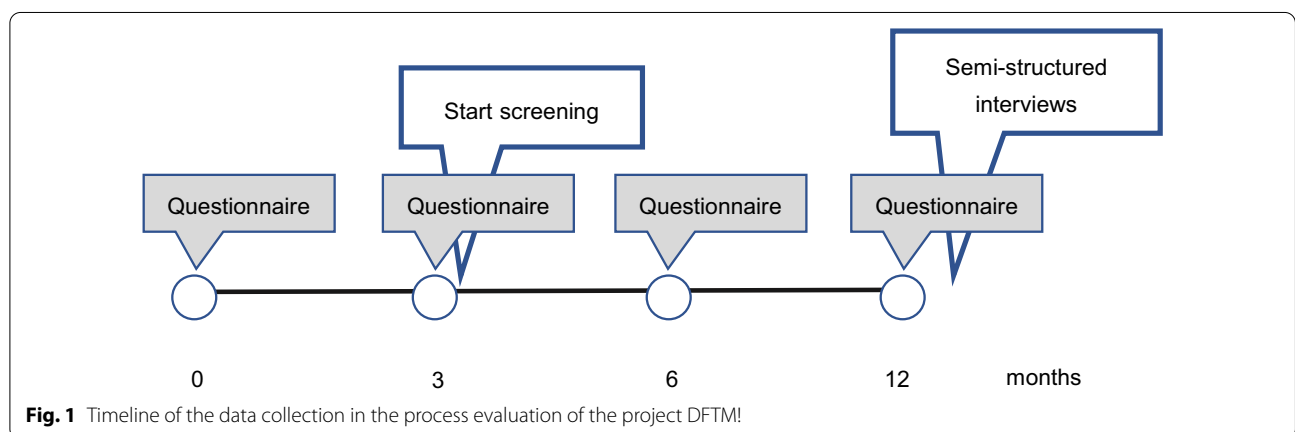 Semi-structured
interviews
Start screening
Questionnaire Questionnaire Questionnaire Questionnaire
0 3 6 12 months
Fig. 1 Timeline of the data collection in the process evaluation of the project DFTM!